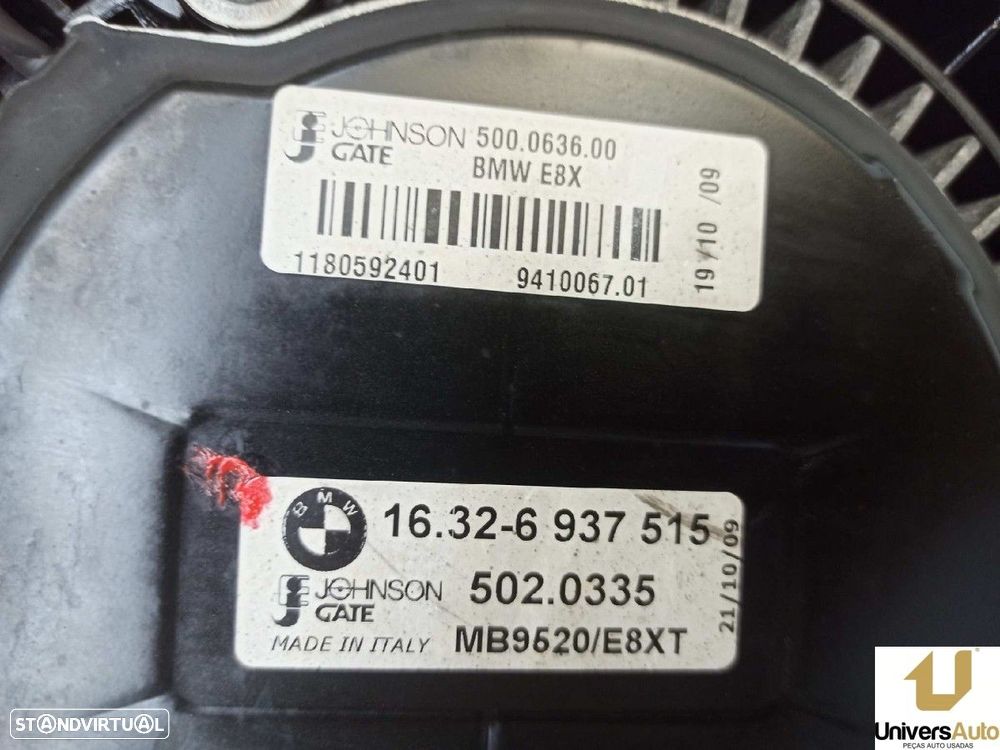 JOHNSON 500.0636.00
GATE BMW E8X
1180592401 9410067.01
19/10 /09
BMW 16.32-6 937 515
JOHNSON 502.0335
GATE
MADE IN ITALY MB9520/E8XT
21/10/09
STANDVIRTUAL
UniversAuto
PEÇAS AUTO USADAS